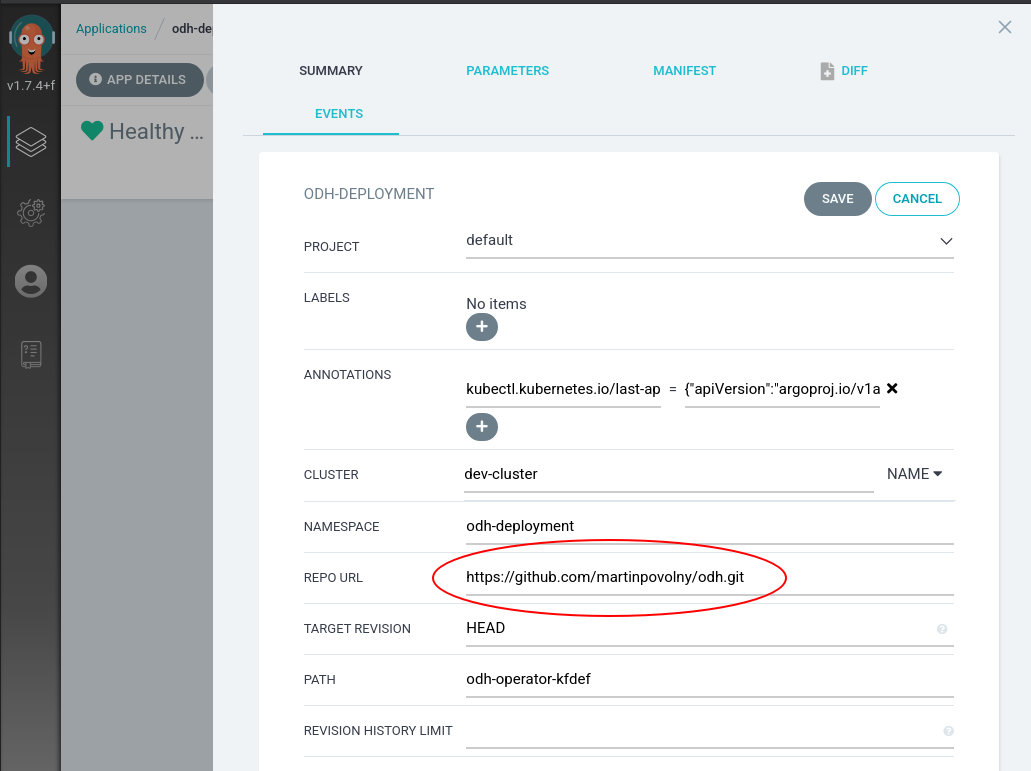 Applications
odh-de
v1.7.4+f
APP DETAILS
Healthy ...
SUMMARY
PARAMETERS
MANIFEST
DIFF
EVENTS
ODH-DEPLOYMENT
SAVE
CANCEL
PROJECT
default
LABELS
No items
+
ANNOTATIONS
kubectl.kubernetes.io/last-ap = {"apiVersion":"argoproj.io/v1a
+
CLUSTER
dev-cluster
NAME
NAMESPACE
odh-deployment
REPO URL
https://github.com/martinpovolny/odh.git
TARGET REVISION
HEAD
PATH
odh-operator-kfdef
REVISION HISTORY LIMIT